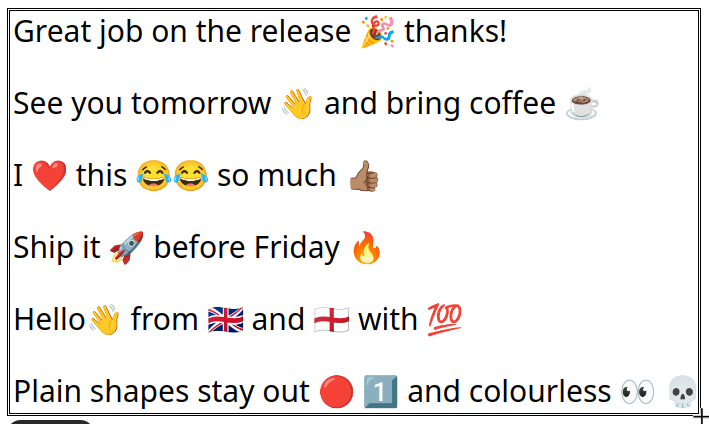 Great job on the release 🎉 thanks!
See you tomorrow 👋 and bring coffee ☕
I ❤️ this 😂😂 so much 👍🏽
Ship it 🚀 before Friday 🔥
Hello👋 from 🇬🇧 and 🏴󠁧󠁢󠁥󠁮󠁧󠁿 with 💯
Plain shapes stay out 🔴 1️⃣ and colourless 👀 💀